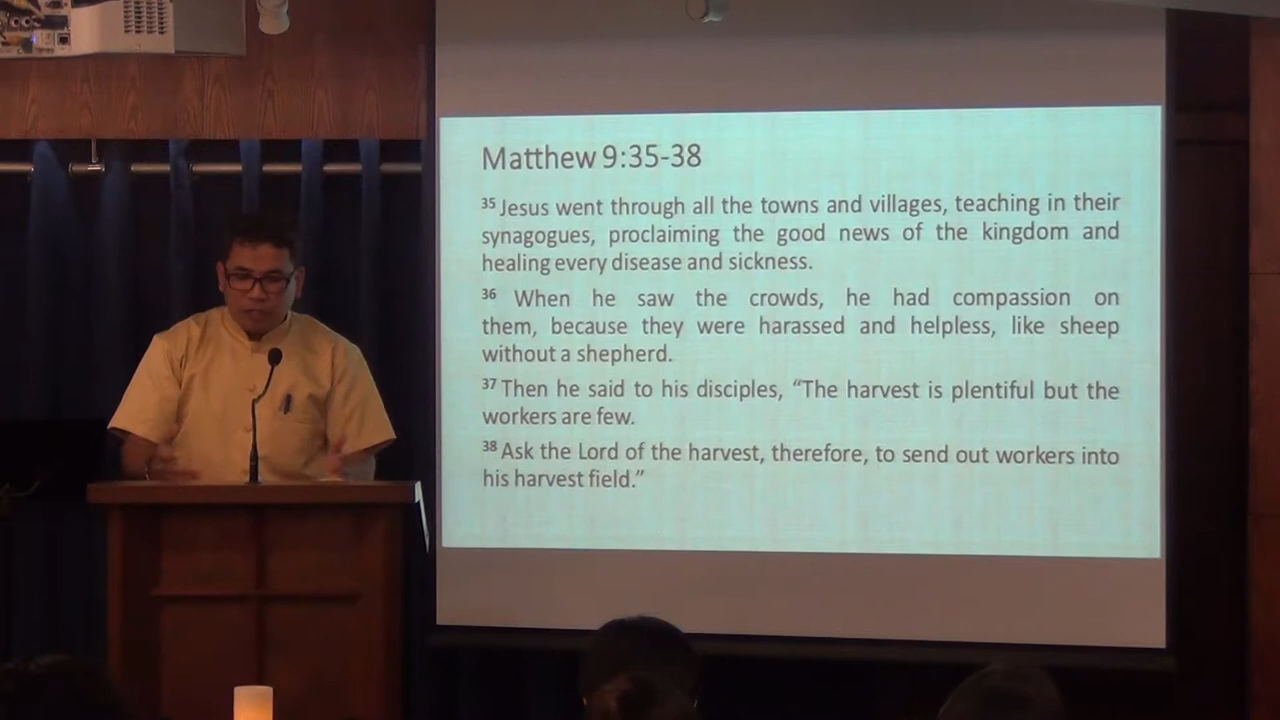 Matthew 9:35-38
35 Jesus went through all the towns and villages, teaching in their
synagogues, proclaiming the good news of the kingdom and
healing every disease and sickness.
36 When he saw the crowds, he had compassion on
them, because they were harassed and helpless, like sheep
without a shepherd.
37 Then he said to his disciples, “The harvest is plentiful but the
workers are few.
38 Ask the Lord of the harvest, therefore, to send out workers into
his harvest field.”